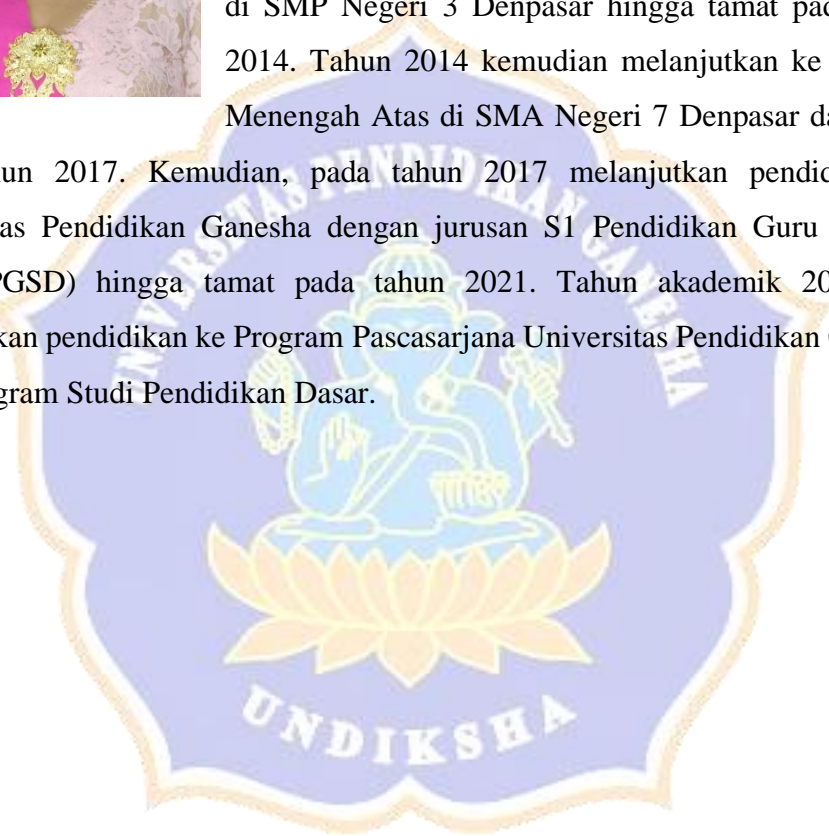 di SMP Negeri 3 Denpasar hingga tamat pad
2014. Tahun 2014 kemudian melanjutkan ke
Menengah Atas di SMA Negeri 7 Denpasar da
un 2017. Kemudian, pada tahun 2017 melanjutkan pendid
as Pendidikan Ganesha dengan jurusan S1 Pendidikan Guru
PGSD) hingga tamat pada tahun 2021. Tahun akademik 20
kan pendidikan ke Program Pascasarjana Universitas Pendidikan
gram Studi Pendidikan Dasar.
UNIVERSITAS PENDIDIKAN GANESHA
UNDIKSHA